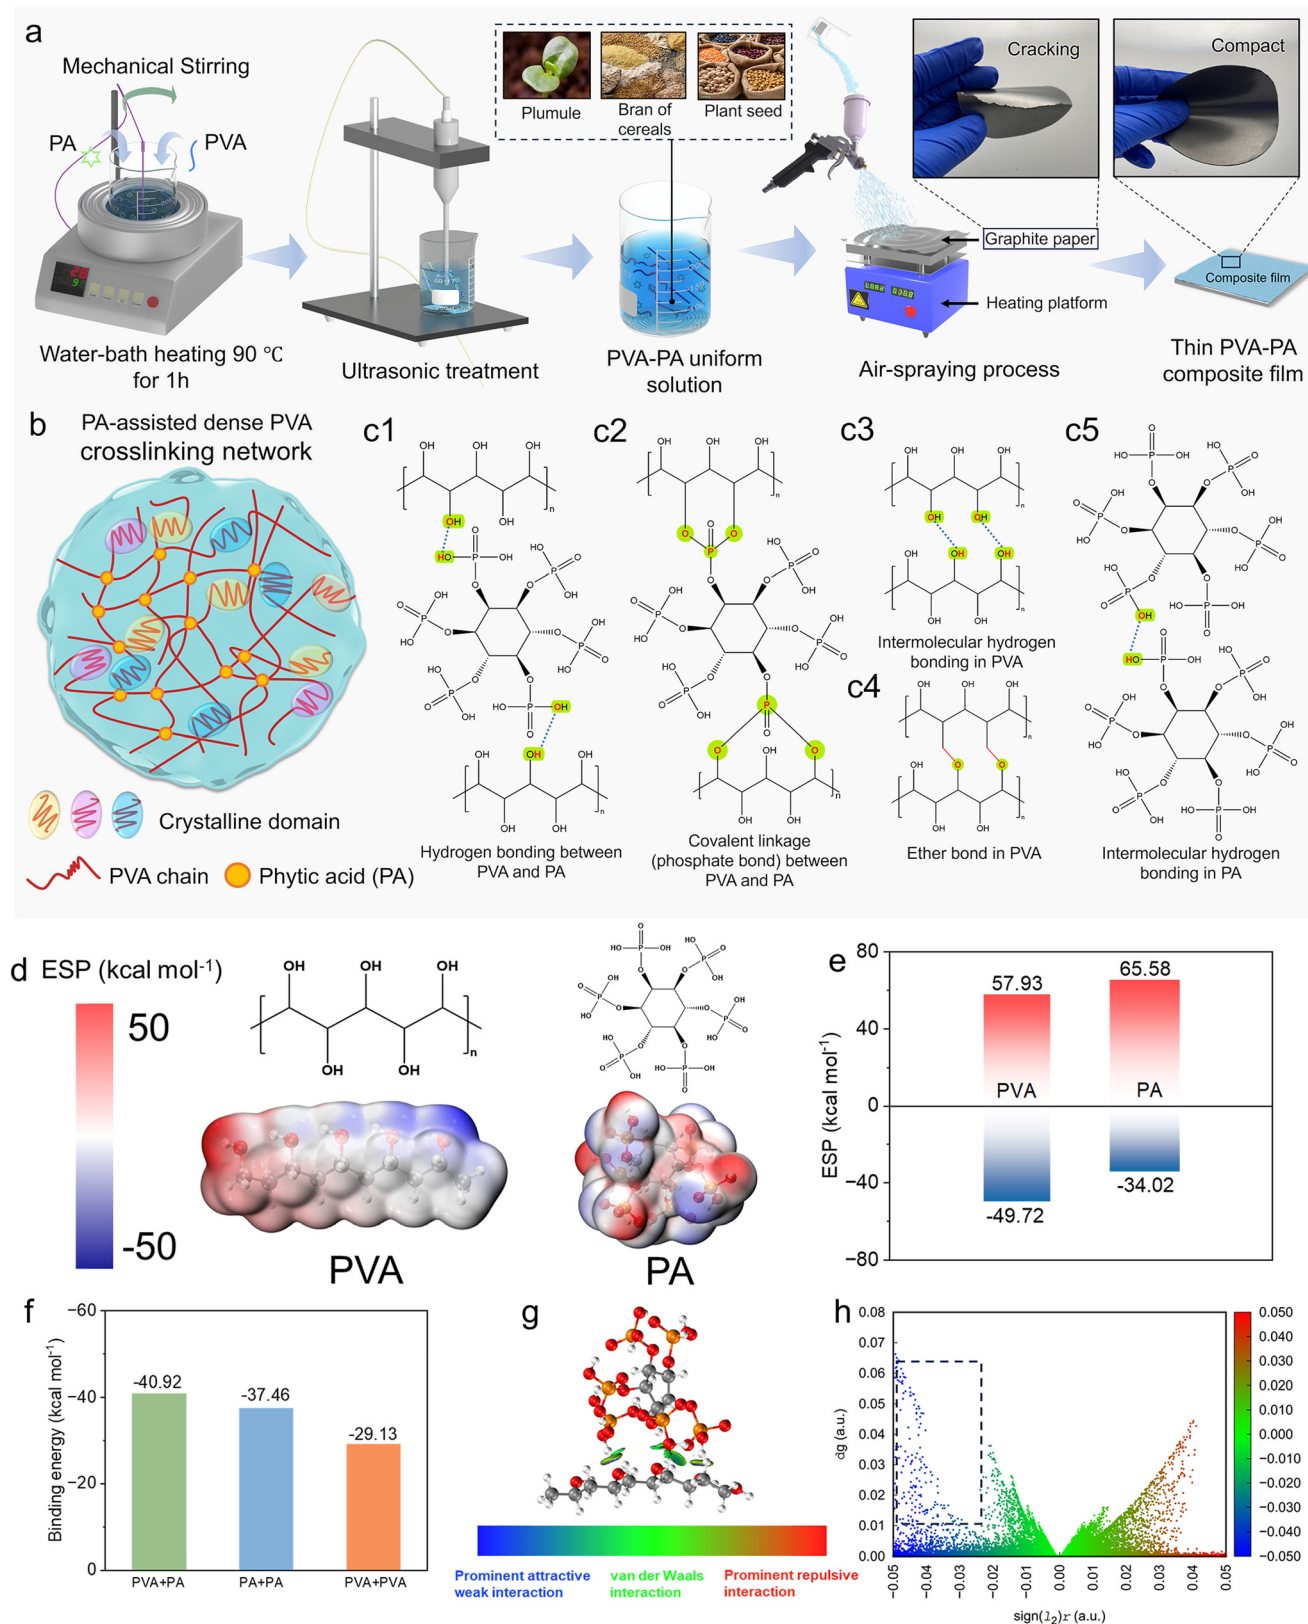 a
Mechanical Stirring
PA
PVA
Water-bath heating 90 °C
for 1h
Ultrasonic treatment
Plumule
Bran of
cereals
Plant seed
PVA-PA uniform
solution
Cracking
Compact
Graphite paper
Heating platform
Air-spraying process
Composite film
Thin PVA-PA
composite film
b
PA-assisted dense PVA
crosslinking network
Crystalline domain
PVA chain
Phytic acid (PA)
c1
Hydrogen bonding between
PVA and PA
c2
Covalent linkage
(phosphate bond) between
PVA and PA
c3
Intermolecular hydrogen
bonding in PVA
c4
Ether bond in PVA
c5
Intermolecular hydrogen
bonding in PA
d
ESP (kcal mol-1)
50
-50
OH OH OH
OH OH
n
PVA
PA
e
ESP (kcal mol-1)
80
40
0
−40
−80
57.93
65.58
PVA
PA
-49.72
-34.02
f
Binding energy (kcal mol-1)
−60
−40
−20
0
-40.92
-37.46
-29.13
PVA+PA
PA+PA
PVA+PVA
g
Prominent attractive
weak interaction
van der Waals
interaction
Prominent repulsive
interaction
h
dg (a.u.)
0.08
0.07
0.06
0.05
0.04
0.03
0.02
0.01
0.00
-0.05 −0.04 −0.03 −0.02 −0.01 0.00 0.01 0.02 0.03 0.04 0.05
sign(l2)r (a.u.)
0.050
0.040
0.030
0.020
0.010
0.000
−0.010
−0.020
−0.030
−0.040
−0.050